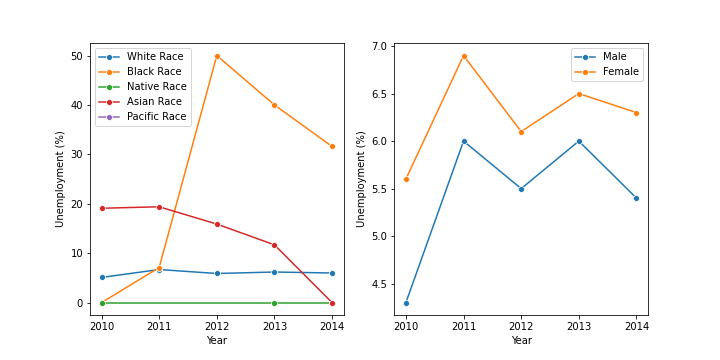 Unemployment (%)
50
40
30
20
10
0
White Race
Black Race
Native Race
Asian Race
Pacific Race
2010 2011 2012 2013 2014
Year
Unemployment (%)
7.0
6.5
6.0
5.5
5.0
4.5
Male
Female
2010 2011 2012 2013 2014
Year